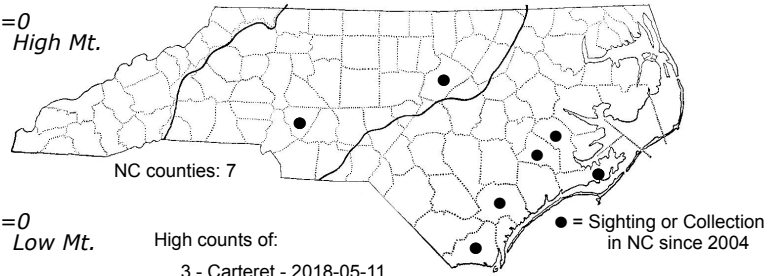 =0
High Mt.
NC counties: 7
=0
Low Mt.
High counts of:
3 - Carteret - 2018-05-11
● = Sighting or Collection
in NC since 2004